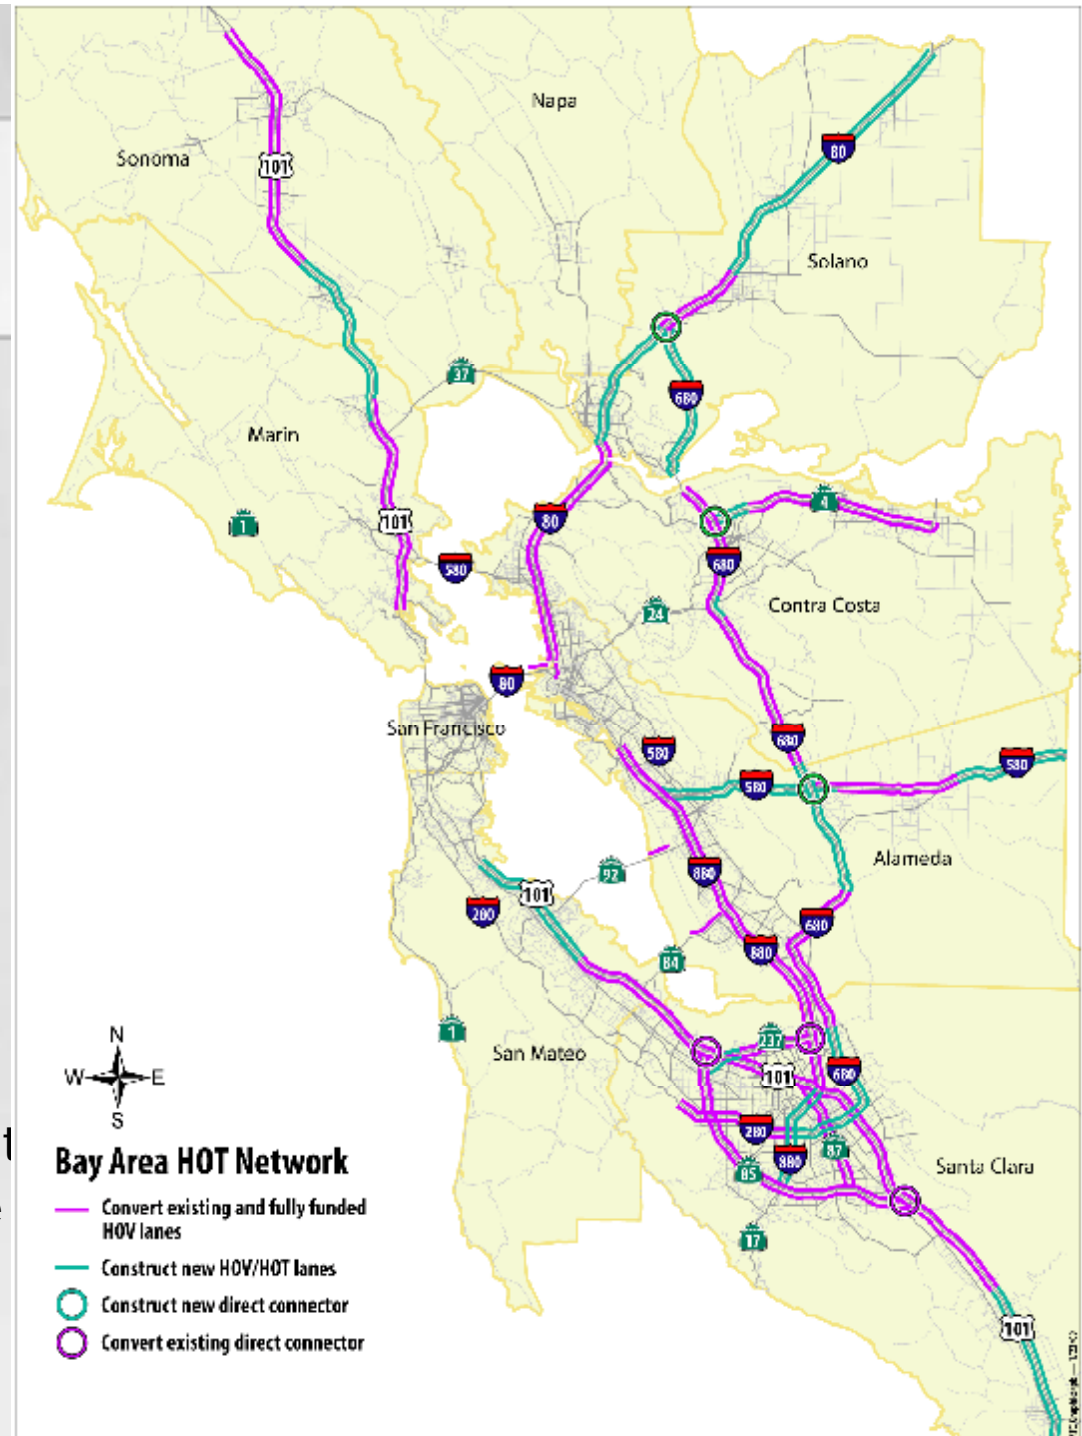 Napa
80
Sonoma
101
Solano
37
680
Marin
4
1
101
80
580
680
Contra Costa
24
80
San Francisco
680
580
580
580
Alameda
92
880
101
280
680
880
84
1
San Mateo
237
101
680
N
W
E
S
280
87
880
85
Santa Clara
17
101
Bay Area HOT Network
Convert existing and fully funded
HOV lanes
Construct new HOV/HOT lanes
Construct new direct connector
Convert existing direct connector